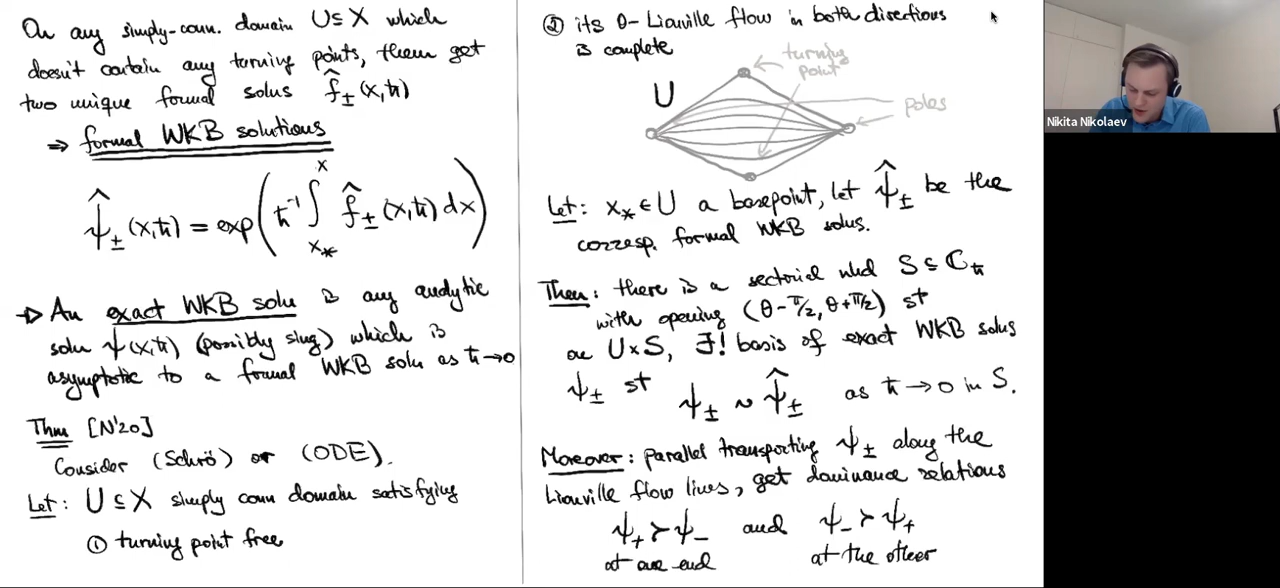 On any simply-conn. domain U ⊆ X which
doesn't contain any turning points, them get
two unique formal solns f̂±(x,ħ)
⇒ formal WKB solutions
ψ̂±(x,ħ) = exp(ħ⁻¹ ∫_{x_*}^{x} f̂±(x,ħ) dx)
→ An exact WKB soln is any analytic
soln ψ(x,ħ) (possibly sing) which is
asymptotic to a formal WKB soln as ħ→0
Thm [N'20]
Consider (Schrö) or (ODE).
Let: U ⊆ X simply conn domain satisfying
① turning point free
② its θ-Liouville flow in both directions
is complete
turning
point
U
poles
Let: x_* ∈ U a basepoint, let ψ̂± be the
corresp. formal WKB solns.
Then: there is a sectorial nhd S ⊆ ℂ_ħ
with opening (θ-π/2, θ+π/2) st
on U×S, ∃! basis of exact WKB solns
ψ± st ψ± ~ ψ̂± as ħ→0 in S.
Moreover: parallel transporting ψ± along the
Liouville flow lines, get dominance relations
ψ₊ ≻ ψ₋ and ψ₋ ≻ ψ₊
at one end at the other
Nikita Nikolaev